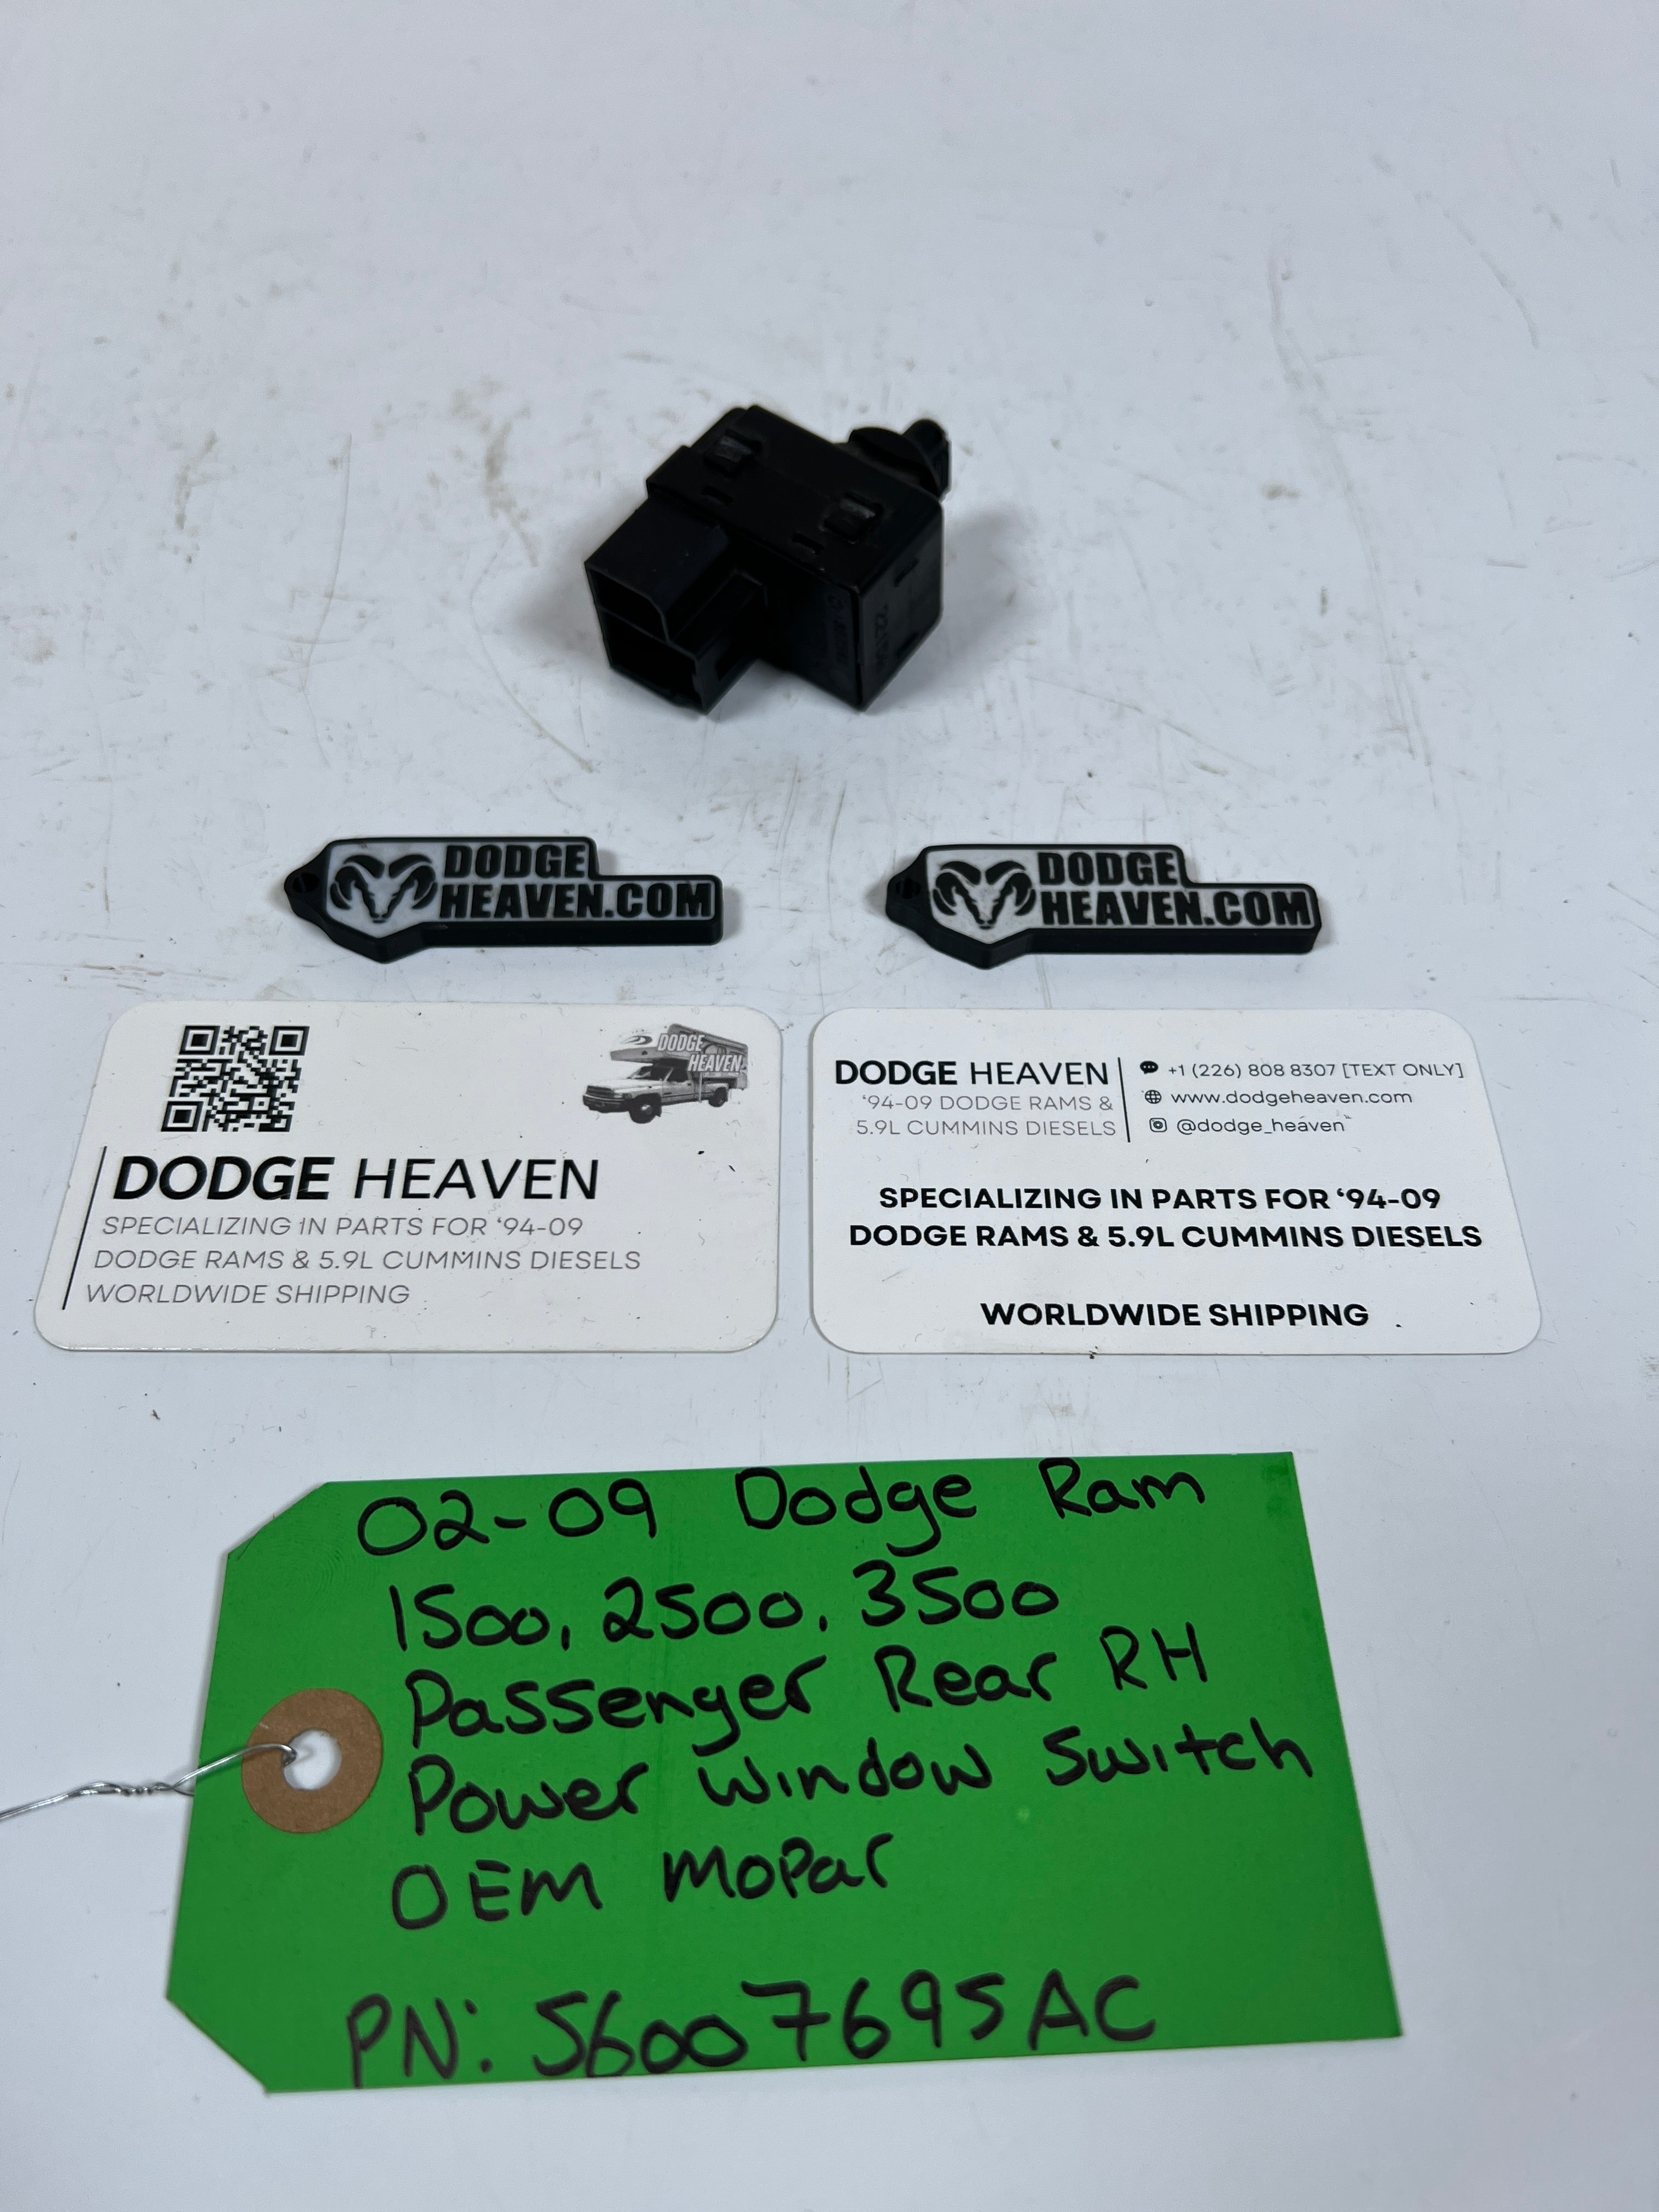 DODGE
HEAVEN.COM
DODGE
HEAVEN.COM
DODGE
HEAVEN
DODGE HEAVEN
SPECIALIZING IN PARTS FOR ‘94-09
DODGE RAMS & 5.9L CUMMINS DIESELS
WORLDWIDE SHIPPING
DODGE HEAVEN
‘94-09 DODGE RAMS &
5.9L CUMMINS DIESELS
+1 (226) 808 8307 [TEXT ONLY]
www.dodgeheaven.com
@dodge_heaven
SPECIALIZING IN PARTS FOR ‘94-09
DODGE RAMS & 5.9L CUMMINS DIESELS
WORLDWIDE SHIPPING
02-09 Dodge Ram
1500, 2500, 3500
Passenger Rear RH
Power Window Switch
OEM Mopar
PN: 56007695AC